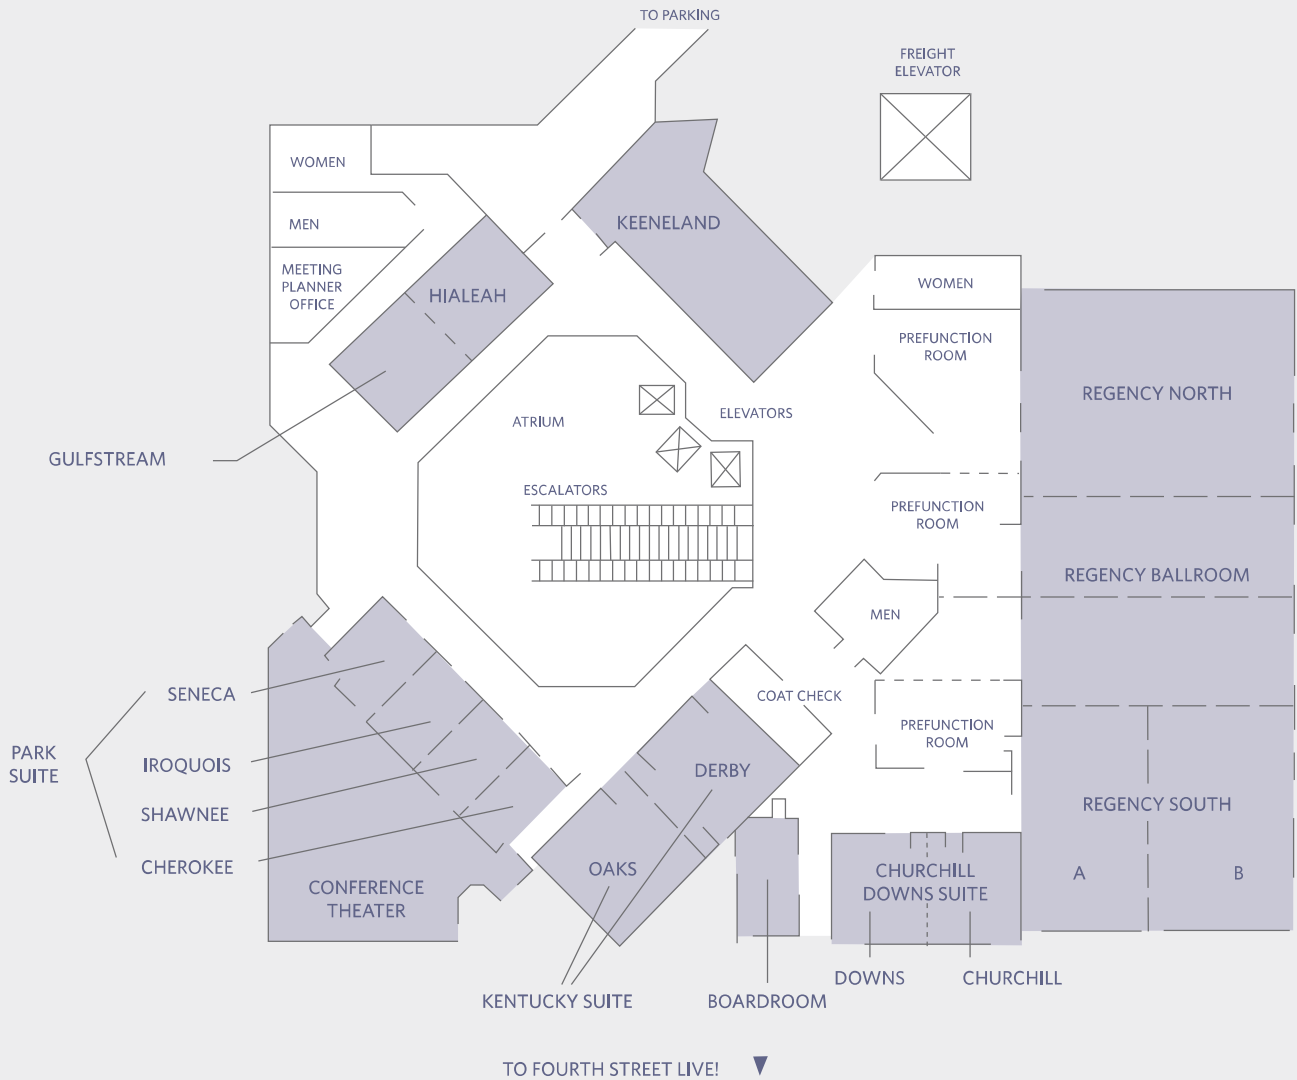 TO PARKING
FREIGHT
ELEVATOR
WOMEN
MEN
MEETING
PLANNER
OFFICE
HIALEAH
KEENELAND
WOMEN
PREFUNCTION
ROOM
REGENCY NORTH
ATRIUM
ELEVATORS
GULFSTREAM
ESCALATORS
PREFUNCTION
ROOM
REGENCY BALLROOM
MEN
SENECA
COAT CHECK
PARK
SUITE
IROQUOIS
SHAWNEE
CHEROKEE
PREFUNCTION
ROOM
DERBY
REGENCY SOUTH
OAKS
CONFERENCE
THEATER
CHURCHILL
DOWNS SUITE
A
B
DOWNS
CHURCHILL
KENTUCKY SUITE
BOARDROOM
TO FOURTH STREET LIVE!